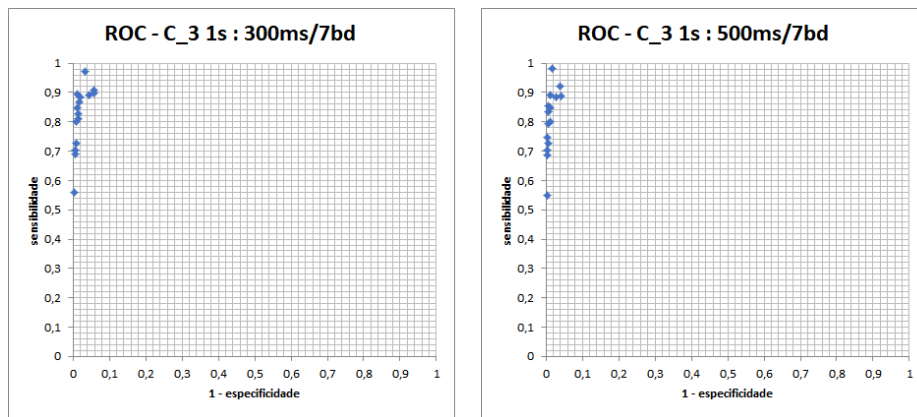 ROC - C_3 1s : 300ms/7bd
sensibilidade
1
0,9
0,8
0,7
0,6
0,5
0,4
0,3
0,2
0,1
0
0 0,1 0,2 0,3 0,4 0,5 0,6 0,7 0,8 0,9 1
1 - especificidade
ROC - C_3 1s : 500ms/7bd
sensibilidade
1
0,9
0,8
0,7
0,6
0,5
0,4
0,3
0,2
0,1
0
0 0,1 0,2 0,3 0,4 0,5 0,6 0,7 0,8 0,9 1
1 - especificidade